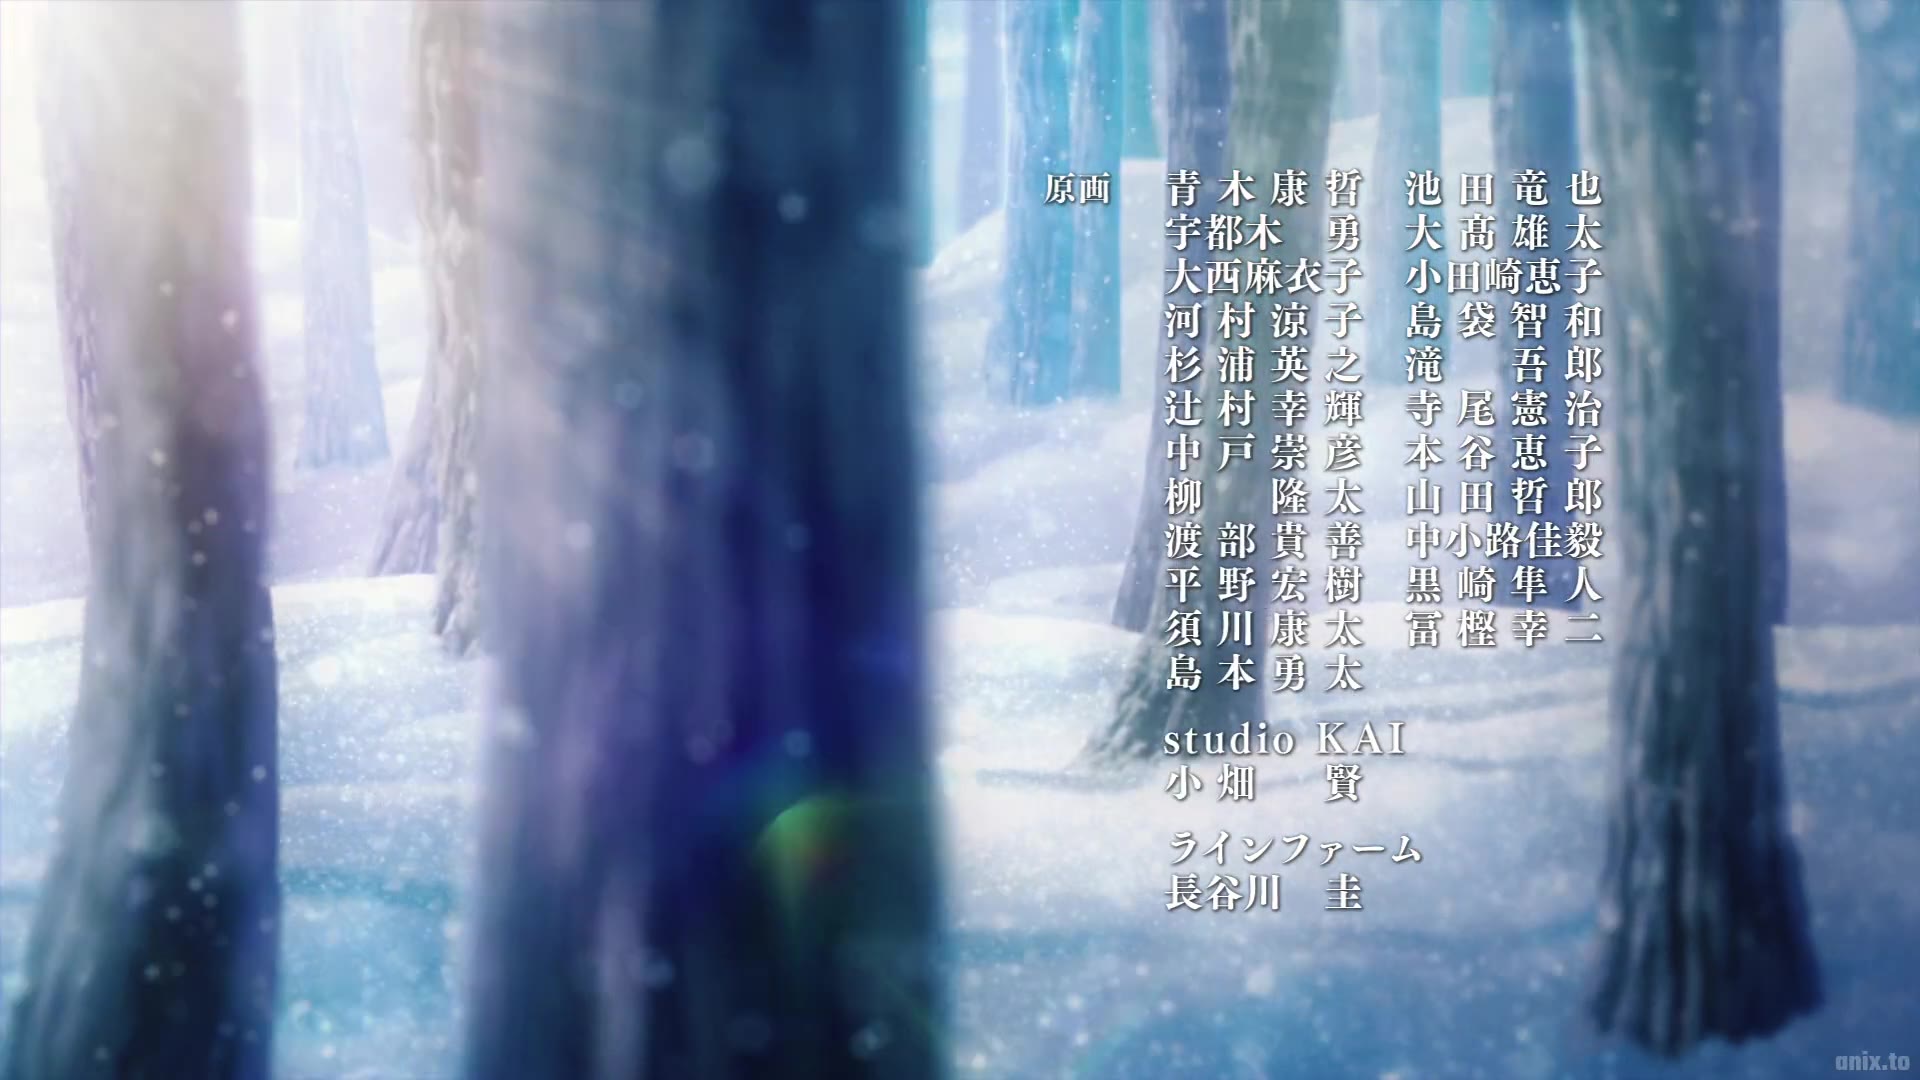 原画 青木康哲 池田竜也
宇都木 勇 大髙雄太
大西麻衣子 小田崎恵子
河村涼子 島袋智和
杉浦英之 滝 吾郎
辻村幸輝 寺尾憲治
中戸崇彦 本谷恵子
柳 隆太 山田哲郎
渡部貴善 中小路佳毅
平野宏樹 黒崎隼人
須川康太 冨樫幸二
島本勇太
studio KAI
小畑 賢
ラインファーム
長谷川 圭
anix.to